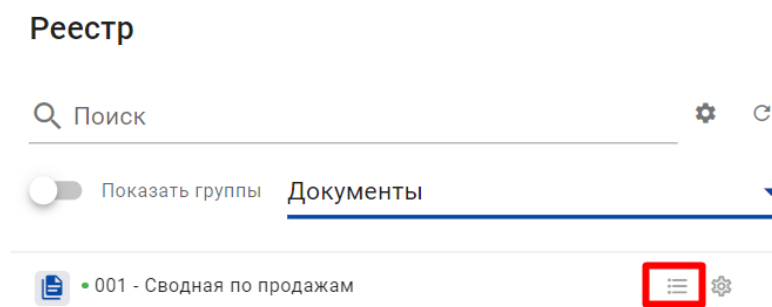 Реестр
Поиск
Показать группы Документы
001 - Сводная по продажам